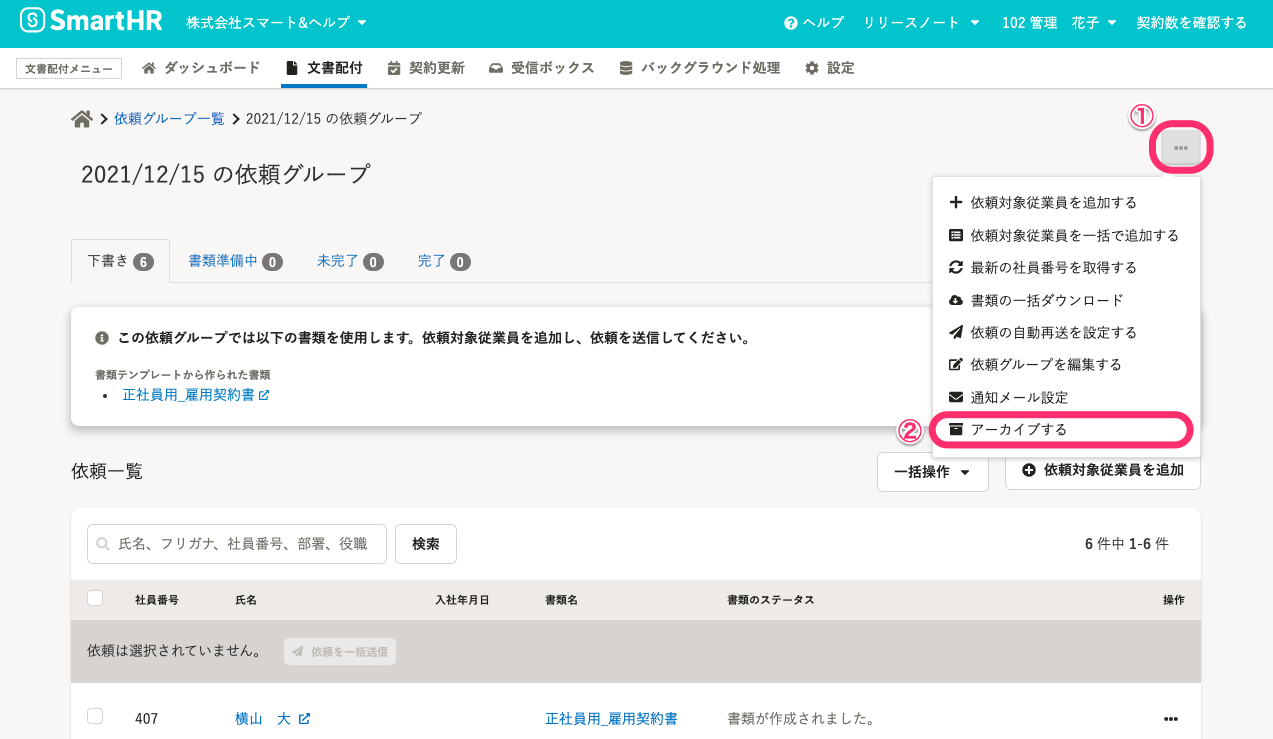 SmartHR 株式会社スマート&ヘルプ ヘルプ リリースノート 102 管理 花子 契約数を確認する
文書配付メニュー ダッシュボード 文書配付 契約更新 受信ボックス バックグラウンド処理 設定
依頼グループ一覧 2021/12/15 の依頼グループ
①
2021/12/15 の依頼グループ
依頼対象従業員を追加する
依頼対象従業員を一括で追加する
最新の社員番号を取得する
書類の一括ダウンロード
依頼の自動再送を設定する
依頼グループを編集する
通知メール設定
② アーカイブする
下書き 6 書類準備中 0 未完了 0 完了 0
この依頼グループでは以下の書類を使用します。依頼対象従業員を追加し、依頼を送信してください。
書類テンプレートから作られた書類
• 正社員用_雇用契約書
依頼一覧 一括操作 依頼対象従業員を追加
氏名、フリガナ、社員番号、部署、役職 検索 6 件中 1-6 件
社員番号 氏名 入社年月日 書類名 書類のステータス 操作
依頼は選択されていません。 依頼を一括送信
407 横山 大 正社員用_雇用契約書 書類が作成されました。